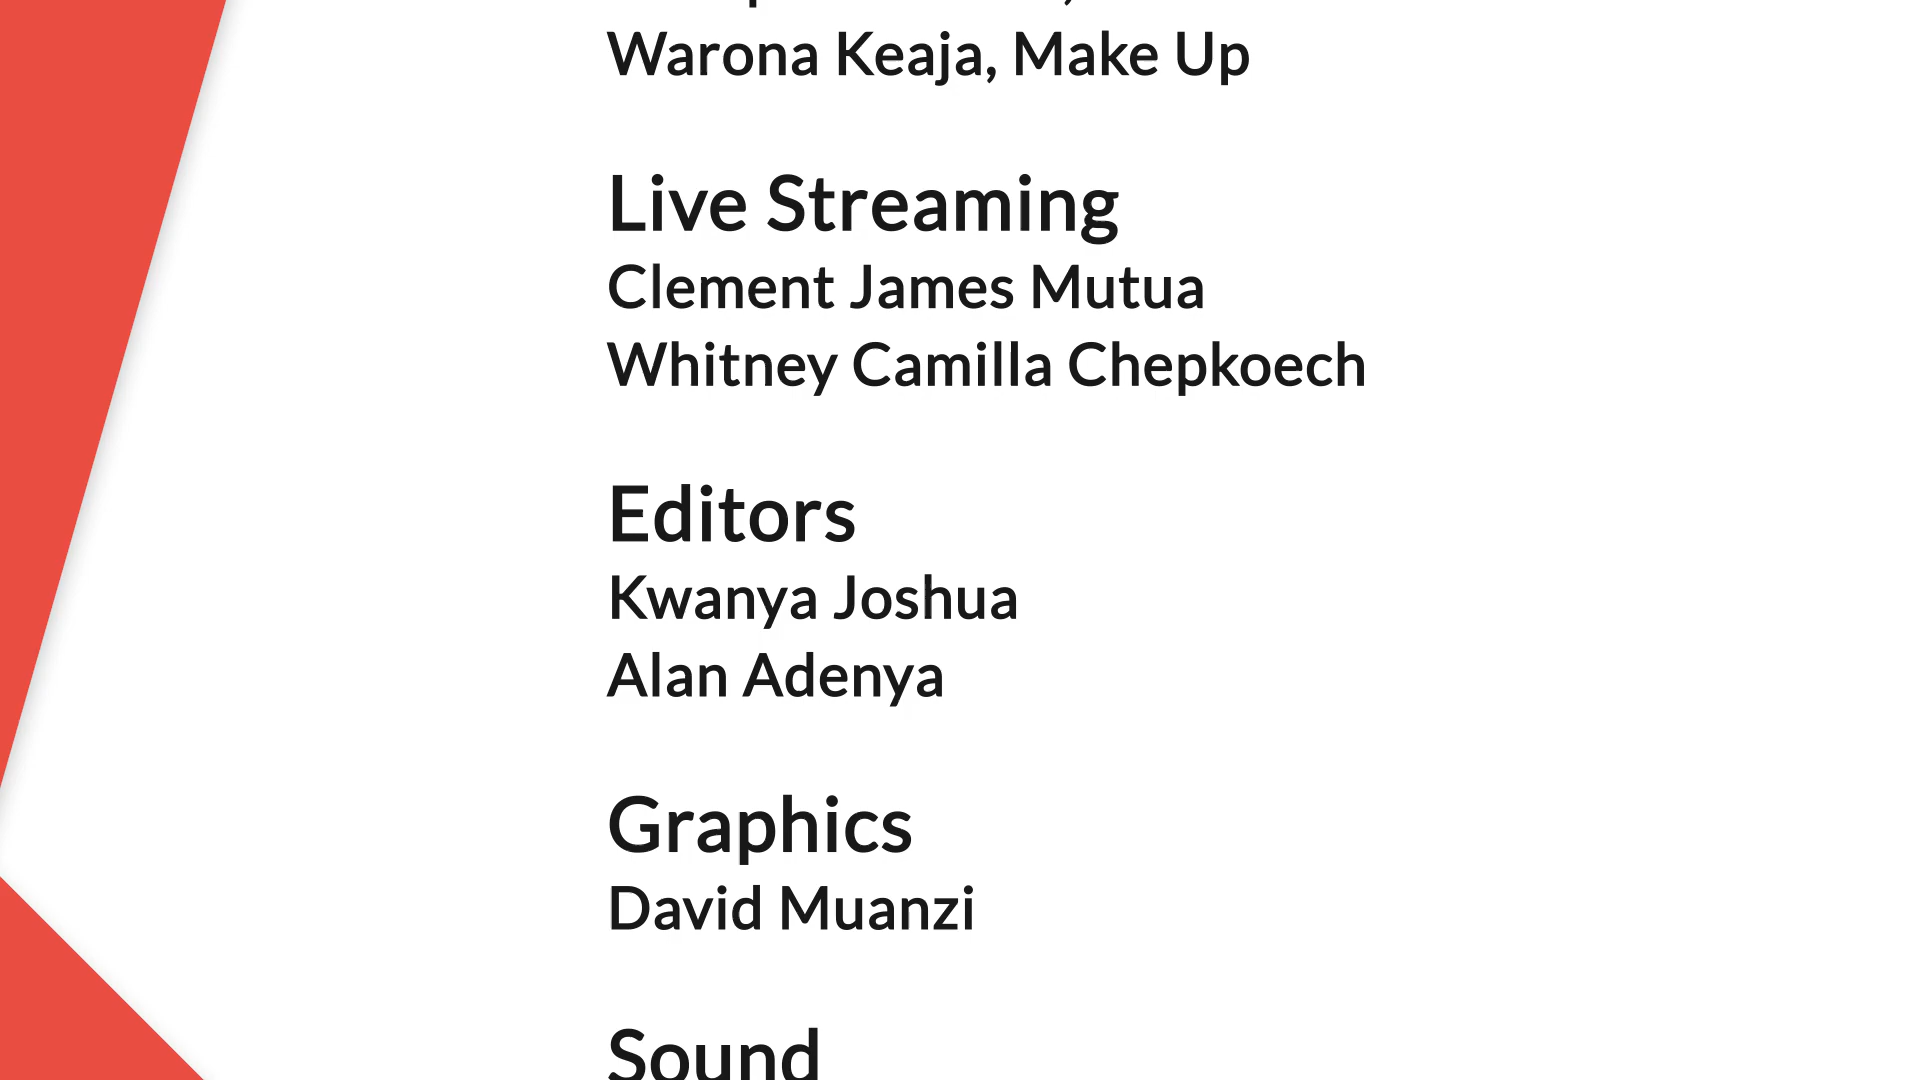 Warona Keaja, Make Up
Live Streaming
Clement James Mutua
Whitney Camilla Chepkoech
Editors
Kwanya Joshua
Alan Adenya
Graphics
David Muanzi
Sound